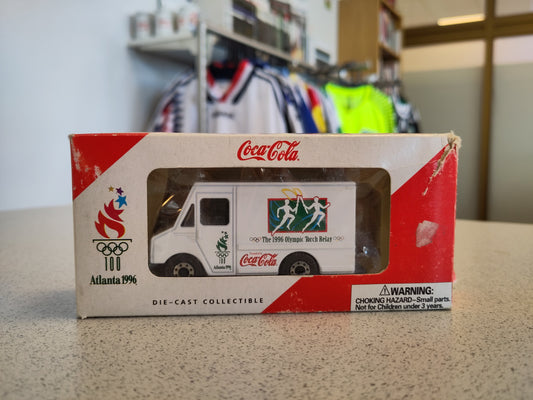 Coca-Cola
The 1996 Olympic Torch Relay
Atlanta 1996
Coca-Cola
100
Atlanta 1996
DIE-CAST COLLECTIBLE
WARNING:
CHOKING HAZARD–Small parts.
Not for Children under 3 years.